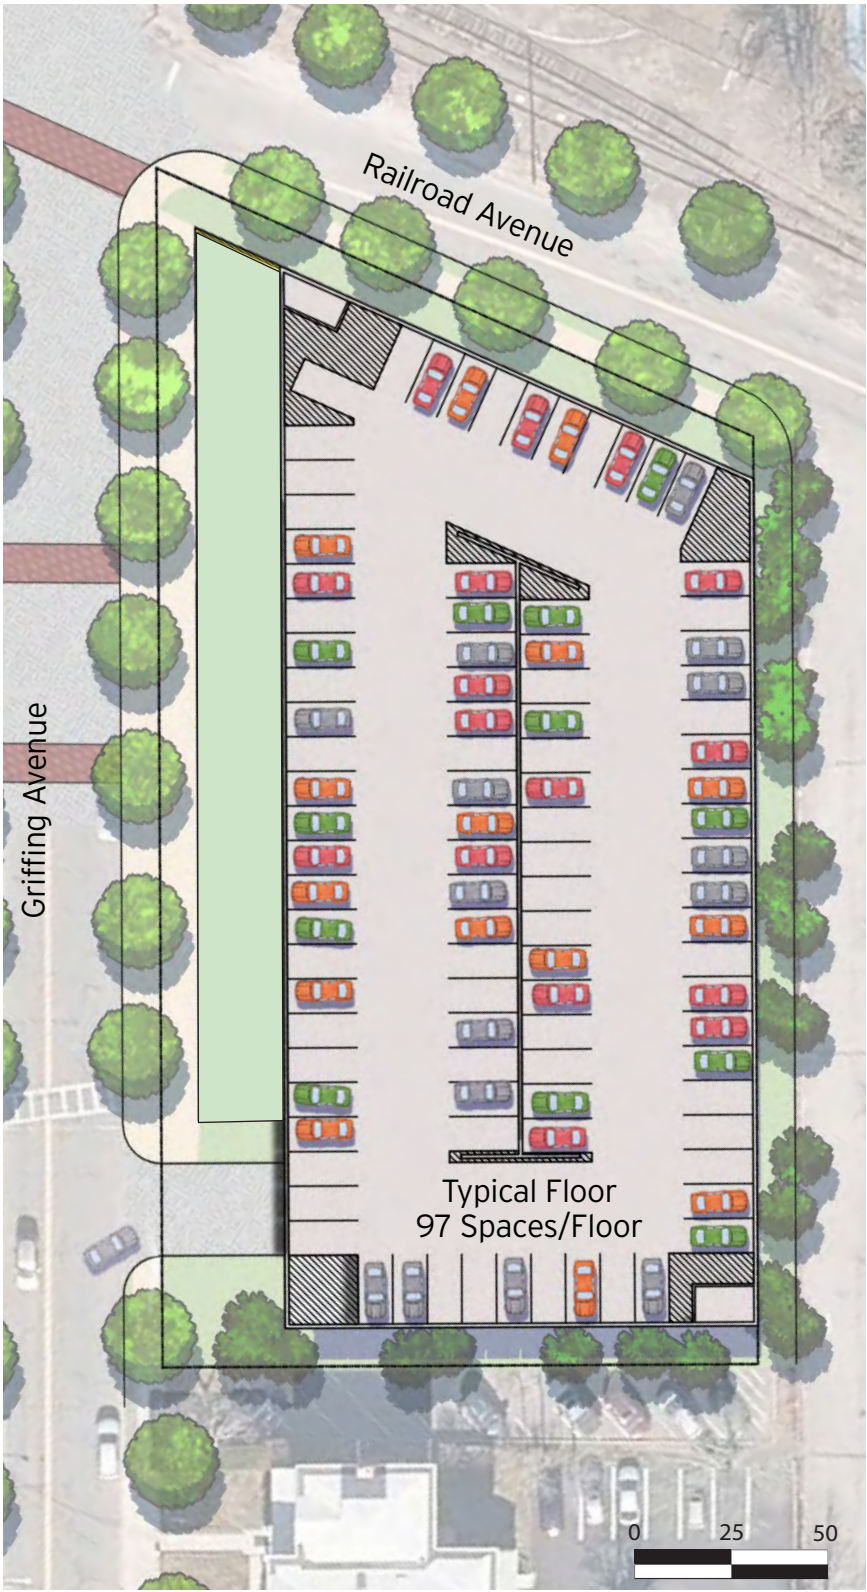 Railroad Avenue
Griffing Avenue
Typical Floor
97 Spaces/Floor
0 25 50